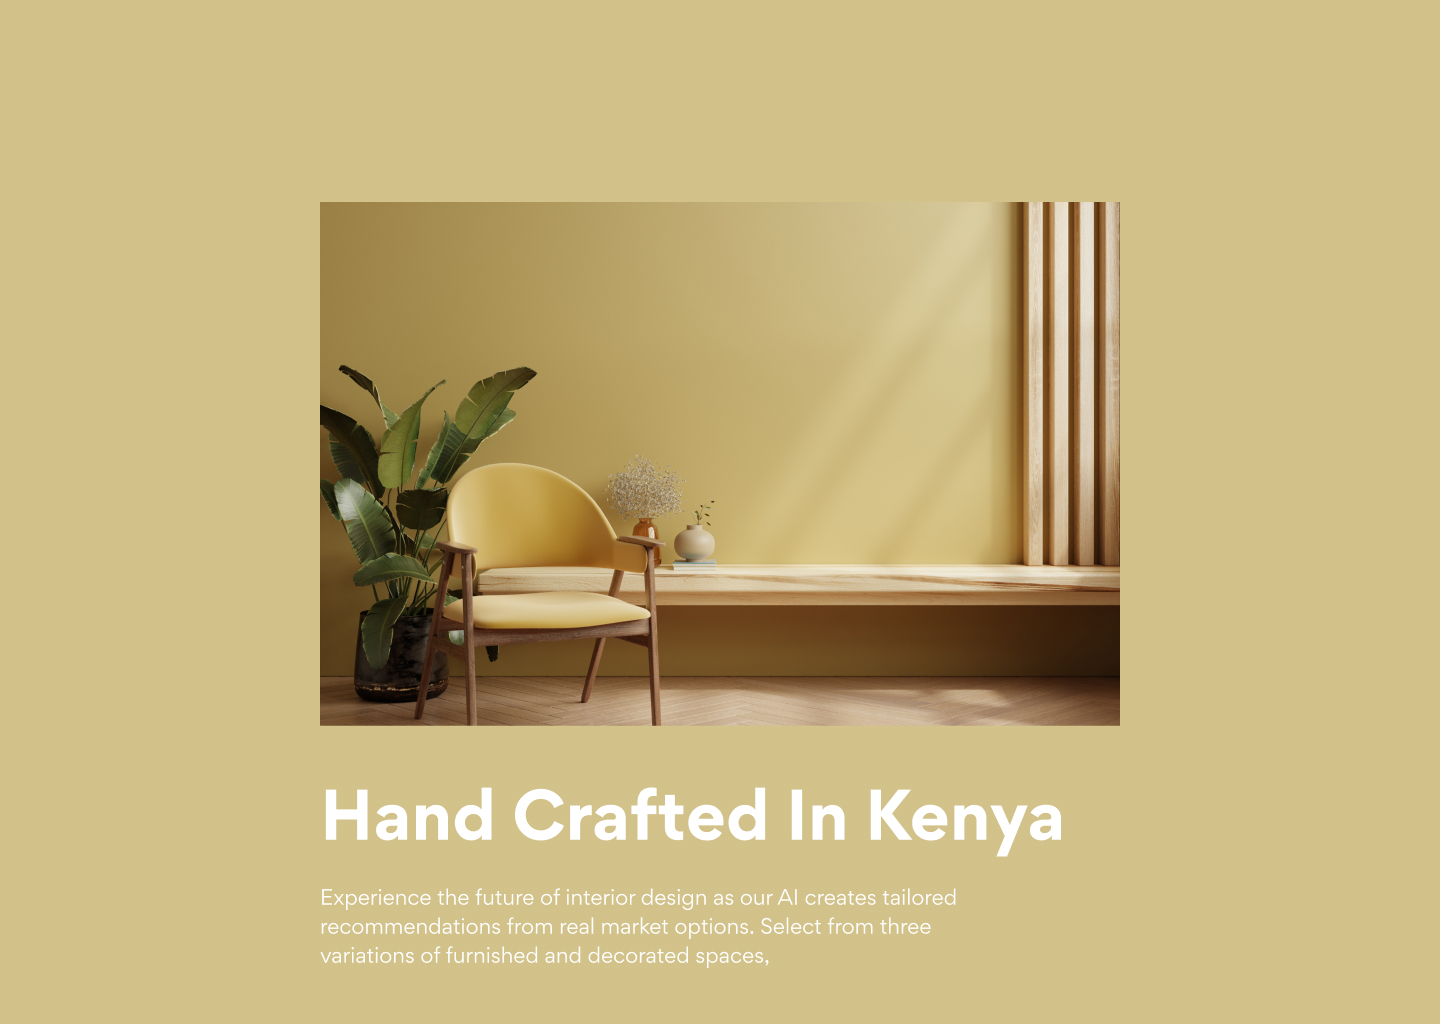 Hand Crafted In Kenya
Experience the future of interior design as our AI creates tailored
recommendations from real market options. Select from three
variations of furnished and decorated spaces,